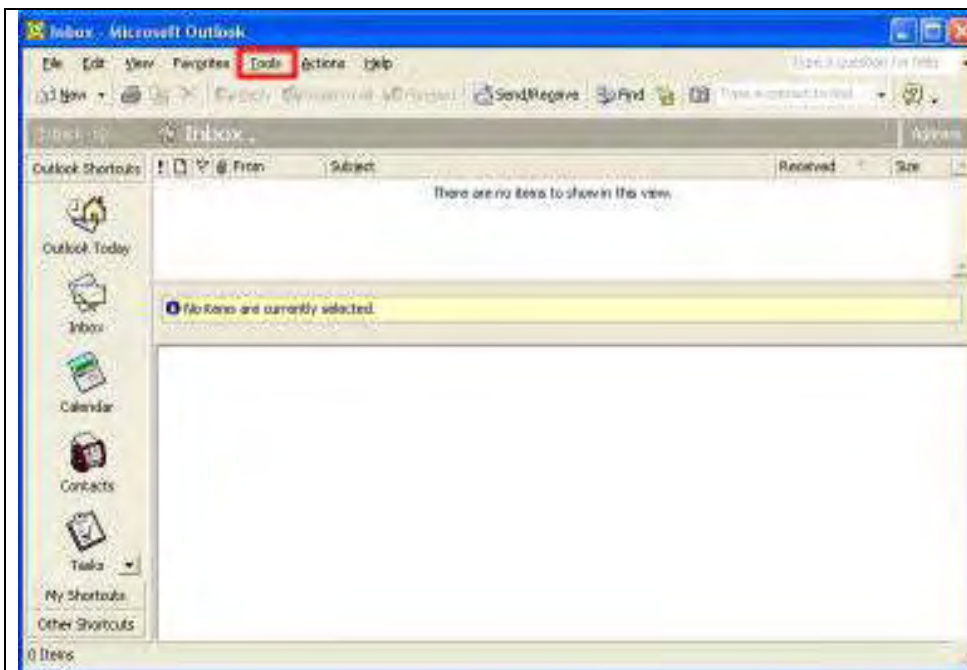 Inbox - Microsoft Outlook
File Edit View Favorites Tools Actions Help
New Send/Receive Find
Inbox.
Outlook Shortcuts ! From Subject Received Size
There are no items to show in this view.
Outlook Today
No items are currently selected.
Inbox
Calendar
Contacts
Tasks
My Shortcuts
Other Shortcuts
0 Items